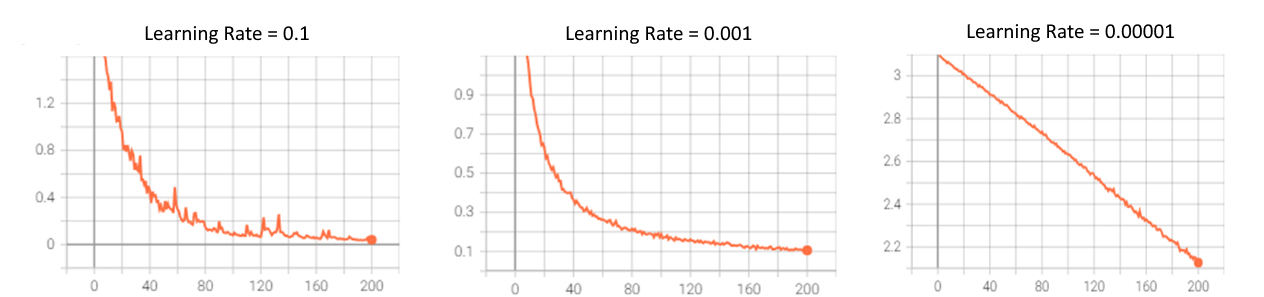 Learning Rate = 0.1
1.2
0.8
0.4
0
0 40 80 120 160 200
Learning Rate = 0.001
0.9
0.7
0.5
0.3
0.1
0 40 80 120 160 200
Learning Rate = 0.00001
3
2.8
2.6
2.4
2.2
0 40 80 120 160 200